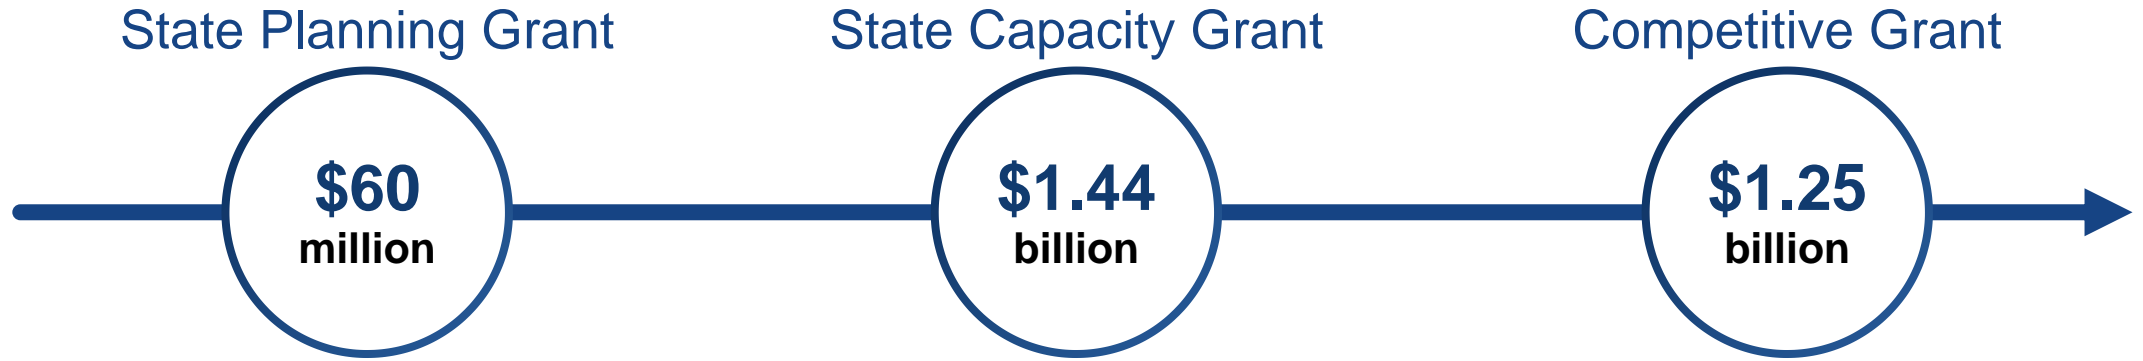 State Planning Grant
$60
million
State Capacity Grant
$1.44
billion
Competitive Grant
$1.25
billion